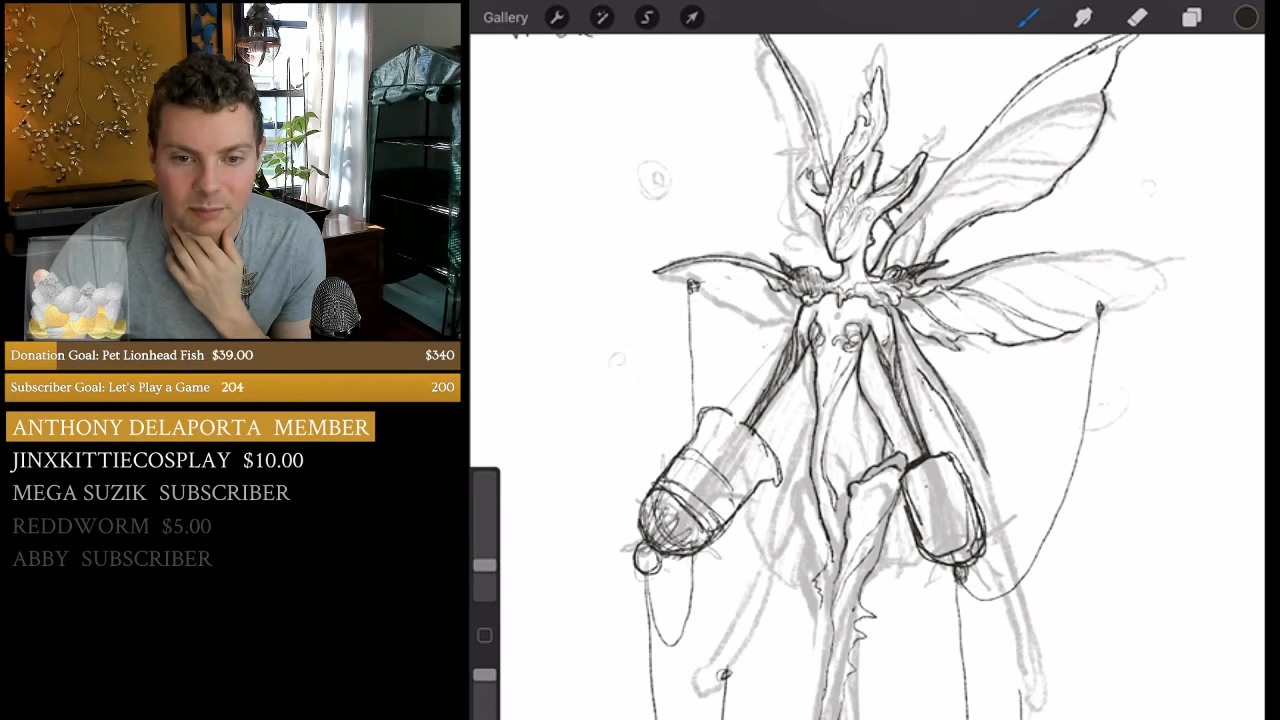 Gallery
Donation Goal: Pet Lionhead Fish $39.00 $340
Subscriber Goal: Let's Play a Game 204 200
ANTHONY DELAPORTA MEMBER
JINXKITTIECOSPLAY $10.00
MEGA SUZIK SUBSCRIBER
REDDWORM $5.00
ABBY SUBSCRIBER